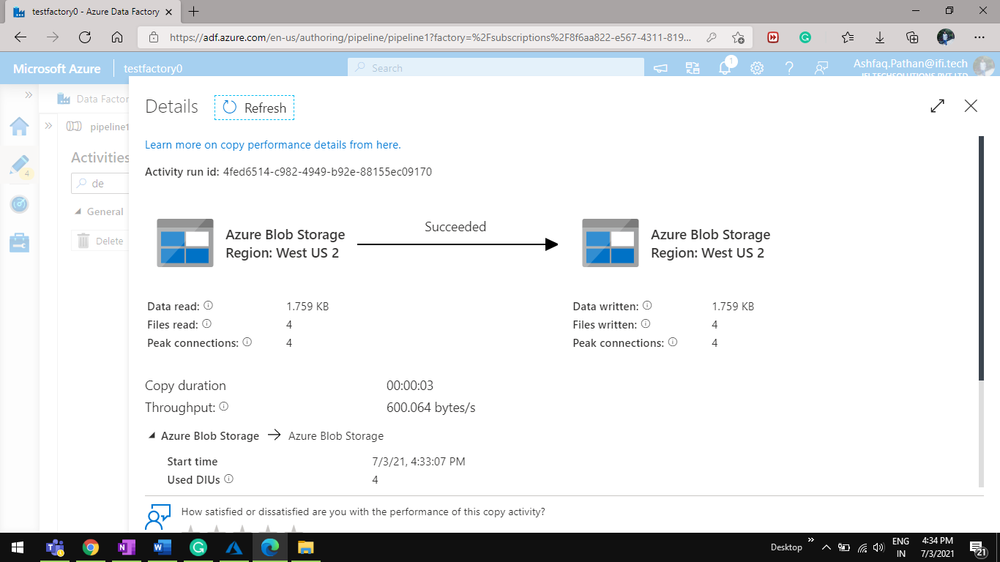 testfactory0 - Azure Data Factory
https://adf.azure.com/en-us/authoring/pipeline/pipeline1?factory=%2Fsubscriptions%2F8f6aa822-e567-4311-819...
Microsoft Azure
testfactory0
Search
1
Ashfaq.Pathan@ifi.tech
IFI TECHSOLUTIONS PVT LTD
Data Factor
pipeline1
Activities
de
General
Delete
4
Details
Refresh
Learn more on copy performance details from here.
Activity run id: 4fed6514-c982-4949-b92e-88155ec09170
Azure Blob Storage
Region: West US 2
Succeeded
Azure Blob Storage
Region: West US 2
Data read: 1.759 KB
Files read: 4
Peak connections: 4
Data written: 1.759 KB
Files written: 4
Peak connections: 4
Copy duration 00:00:03
Throughput: 600.064 bytes/s
Azure Blob Storage → Azure Blob Storage
Start time 7/3/21, 4:33:07 PM
Used DIUs 4
How satisfied or dissatisfied are you with the performance of this copy activity?
Desktop
ENG
IN
4:34 PM
7/3/2021
21